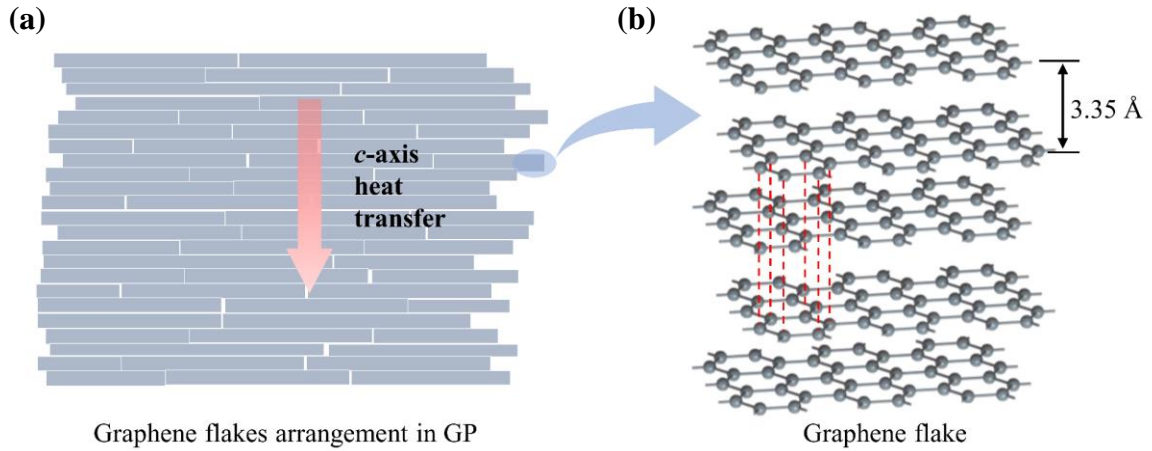 (a)
c-axis
heat
transfer
Graphene flakes arrangement in GP
(b)
3.35 Å
Graphene flake